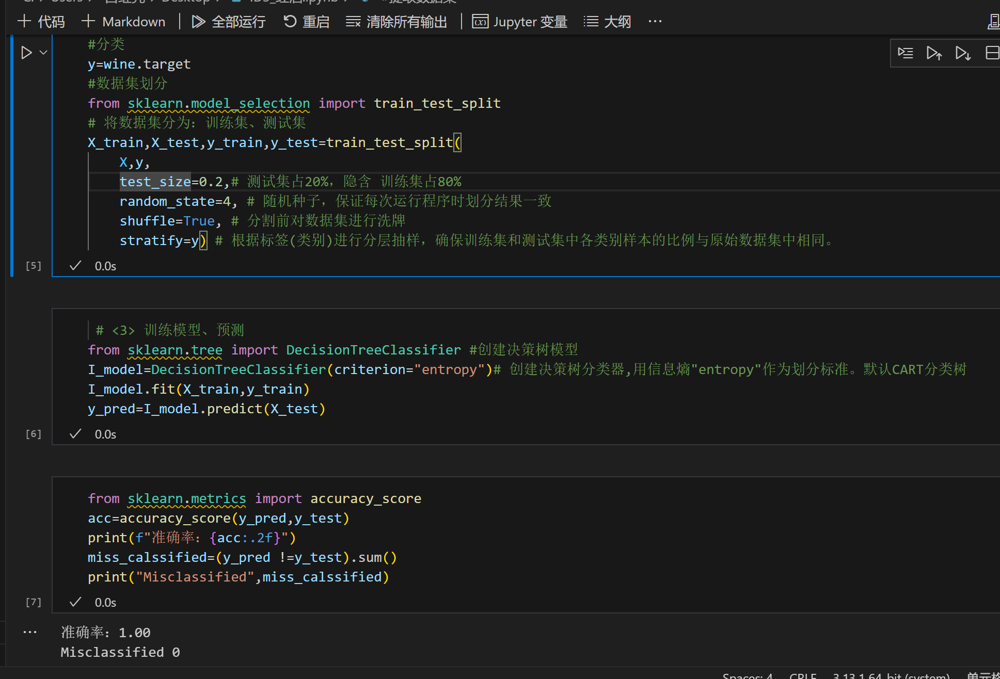 代码 Markdown 全部运行 重启 清除所有输出 Jupyter 变量 大纲 ···
#分类
y=wine.target
#数据集划分
from sklearn.model_selection import train_test_split
# 将数据集分为：训练集、测试集
X_train,X_test,y_train,y_test=train_test_split(
X,y,
test_size=0.2,# 测试集占20%，隐含 训练集占80%
random_state=4, # 随机种子，保证每次运行程序时划分结果一致
shuffle=True, # 分割前对数据集进行洗牌
stratify=y) # 根据标签(类别)进行分层抽样，确保训练集和测试集中各类别样本的比例与原始数据集中相同。
[5] 0.0s
# <3> 训练模型、预测
from sklearn.tree import DecisionTreeClassifier #创建决策树模型
I_model=DecisionTreeClassifier(criterion="entropy")# 创建决策树分类器,用信息熵"entropy"作为划分标准。默认CART分类树
I_model.fit(X_train,y_train)
y_pred=I_model.predict(X_test)
[6] 0.0s
from sklearn.metrics import accuracy_score
acc=accuracy_score(y_pred,y_test)
print(f"准确率：{acc:.2f}")
miss_calssified=(y_pred !=y_test).sum()
print("Misclassified",miss_calssified)
[7] 0.0s
准确率：1.00
Misclassified 0
Spaces: 4 CRLF 3.13.1 64-bit (system) 单元格